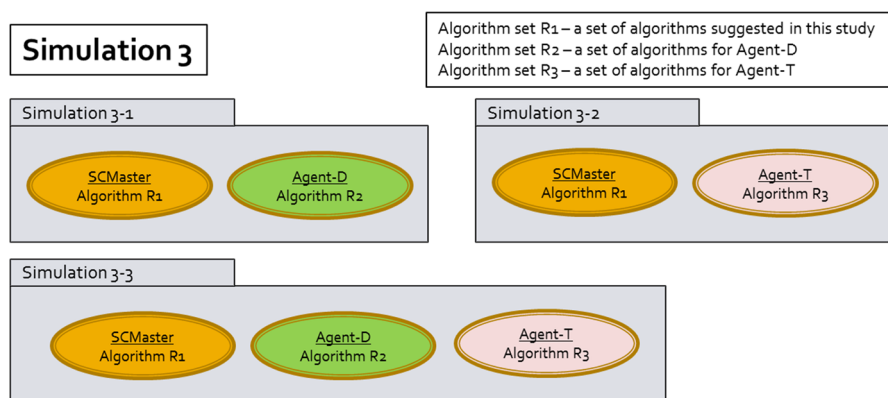 Simulation 3
Algorithm set R1 – a set of algorithms suggested in this study
Algorithm set R2 – a set of algorithms for Agent-D
Algorithm set R3 – a set of algorithms for Agent-T
Simulation 3-1
SCMaster
Algorithm R1
Agent-D
Algorithm R2
Simulation 3-2
SCMaster
Algorithm R1
Agent-T
Algorithm R3
Simulation 3-3
SCMaster
Algorithm R1
Agent-D
Algorithm R2
Agent-T
Algorithm R3